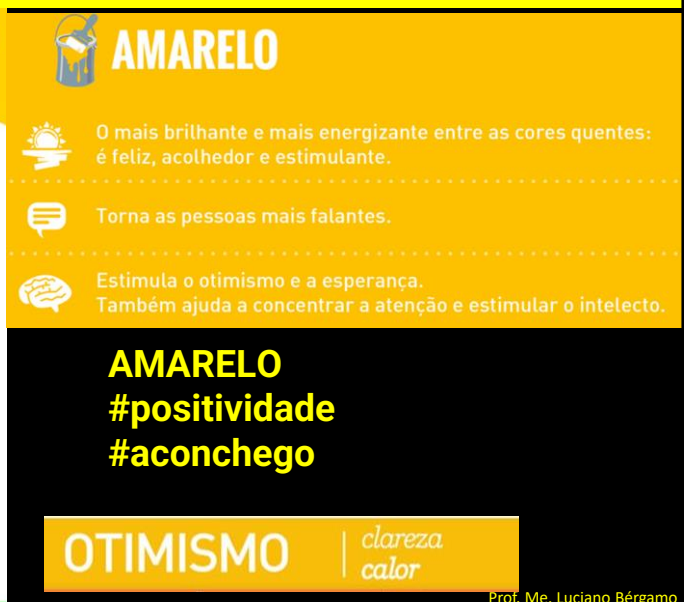 AMARELO
O mais brilhante e mais energizante entre as cores quentes:
é feliz, acolhedor e estimulante.
Torna as pessoas mais falantes.
Estimula o otimismo e a esperança.
Também ajuda a concentrar a atenção e estimular o intelecto.
AMARELO
#positividade
#aconchego
OTIMISMO
clareza
calor
Prof. Me. Luciano Bérgamo